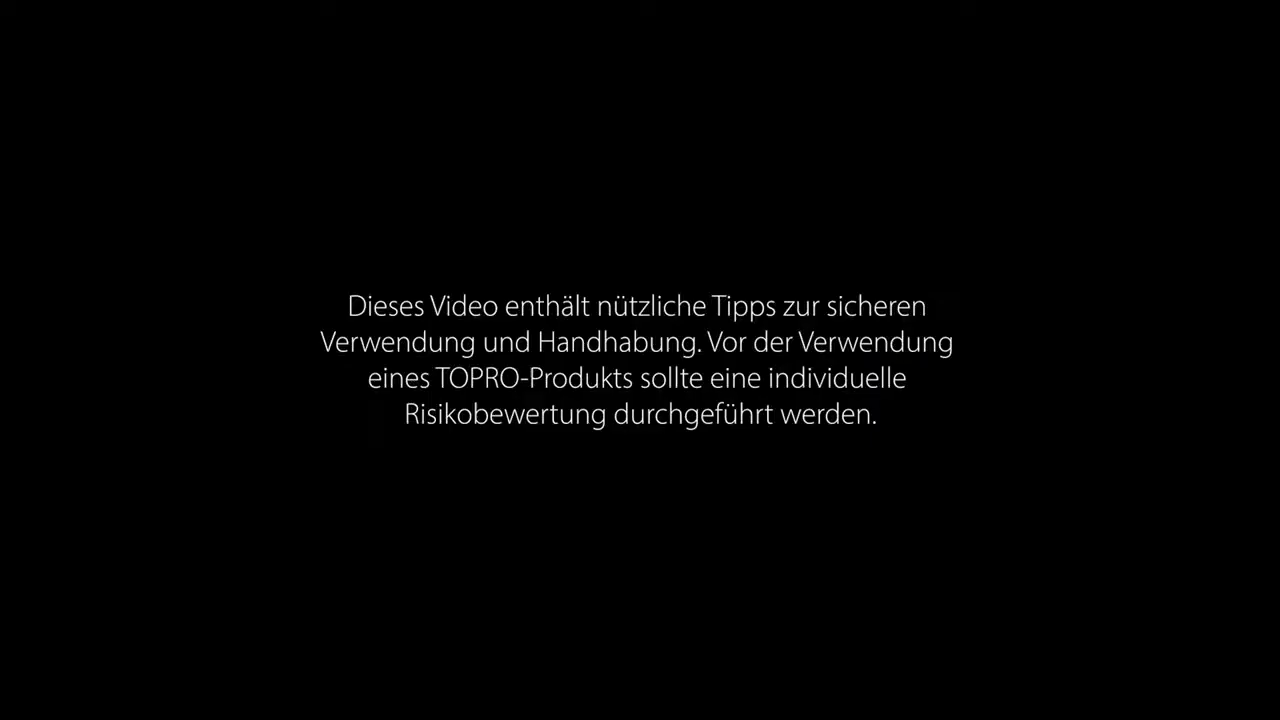 Dieses Video enthält nützliche Tipps zur sicheren
Verwendung und Handhabung. Vor der Verwendung
eines TOPRO-Produkts sollte eine individuelle
Risikobewertung durchgeführt werden.